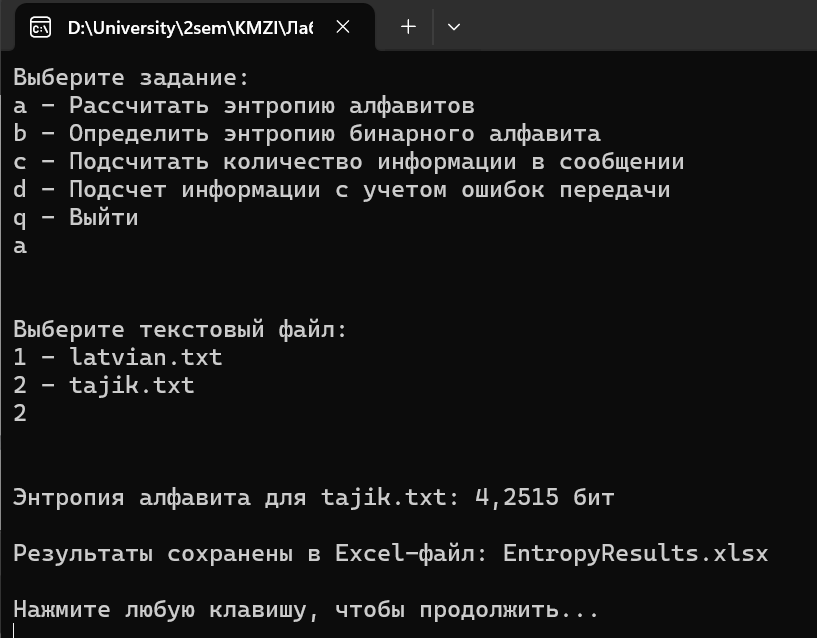 D:\University\2sem\KMZI\Лаб
Выберите задание:
a - Рассчитать энтропию алфавитов
b - Определить энтропию бинарного алфавита
c - Подсчитать количество информации в сообщении
d - Подсчет информации с учетом ошибок передачи
q - Выйти
a
Выберите текстовый файл:
1 - latvian.txt
2 - tajik.txt
2
Энтропия алфавита для tajik.txt: 4,2515 бит
Результаты сохранены в Excel-файл: EntropyResults.xlsx
Нажмите любую клавишу, чтобы продолжить...